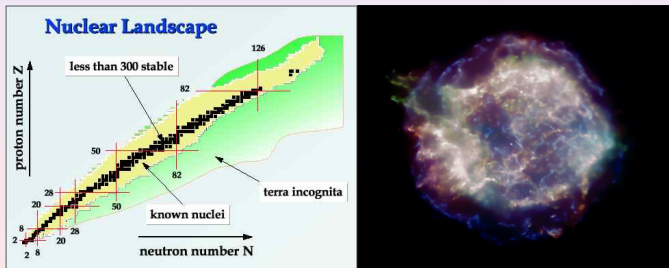 Nuclear Landscape
126
less than 300 stable
82
proton number Z
50
82
28
20
50
8
28
2
20
2 8
known nuclei
terra incognita
neutron number N